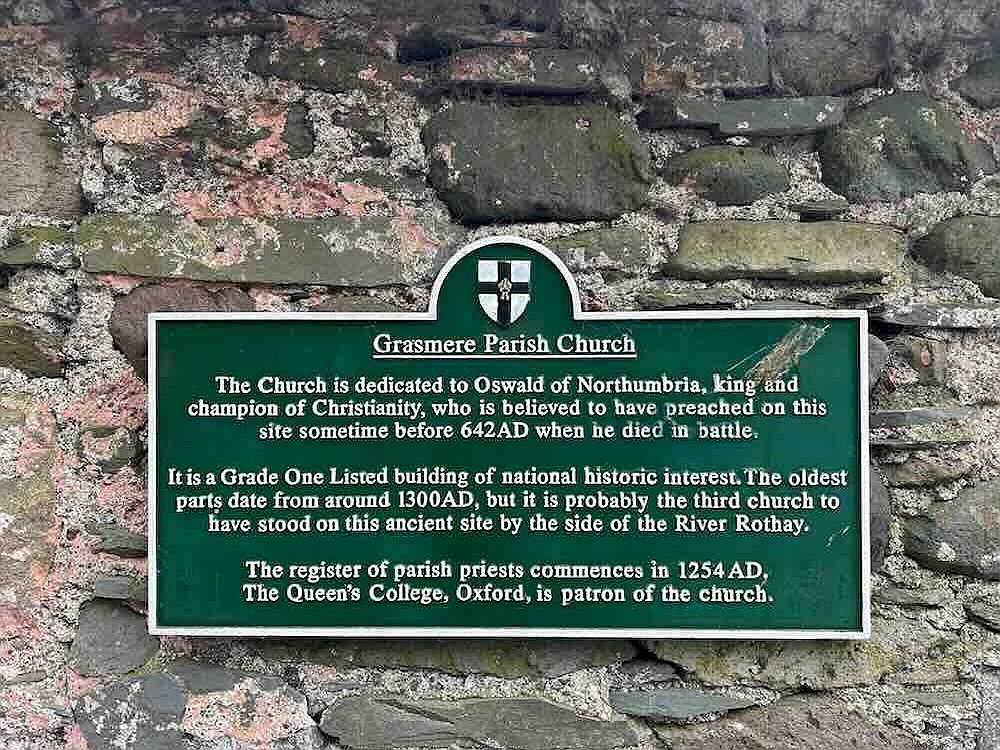 Grasmere Parish Church
The Church is dedicated to Oswald of Northumbria, king and
champion of Christianity, who is believed to have preached on this
site sometime before 642AD when he died in battle.
It is a Grade One Listed building of national historic interest. The oldest
parts date from around 1300AD, but it is probably the third church to
have stood on this ancient site by the side of the River Rothay.
The register of parish priests commences in 1254 AD,
The Queen's College, Oxford, is patron of the church.